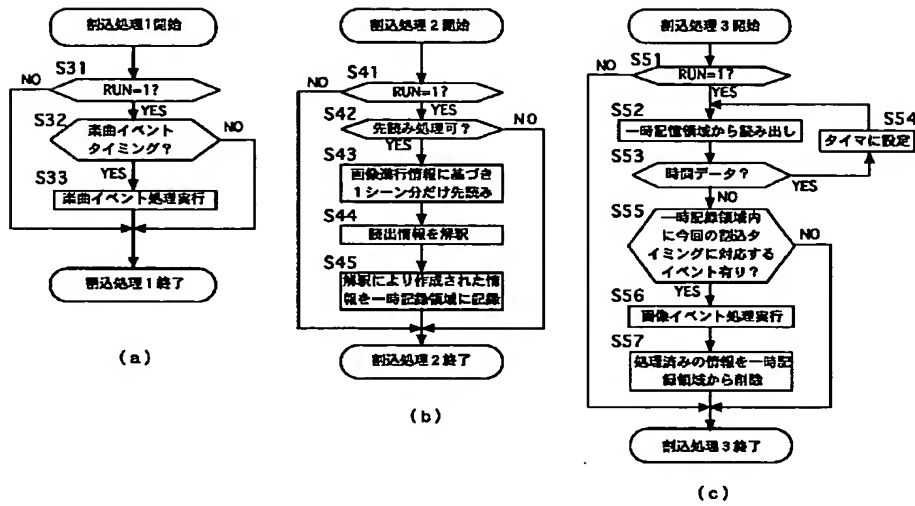 割込処理1開始
S31
NO
RUN=1?
YES
S32
楽曲イベント
タイミング？
NO
YES
S33
楽曲イベント処理実行
割込処理1終了
(a)
割込処理2開始
S41
NO
RUN=1?
YES
S42
先読み処理可？
NO
YES
S43
画像進行情報に基づき
1シーン分だけ先読み
S44
読出情報を解釈
S45
解釈により作成された情
報を一時記録領域に記録
割込処理2終了
(b)
割込処理3開始
S51
NO
RUN=1?
YES
S52
一時記憶領域から読み出し
S54
タイマに設定
S53
時間データ？
YES
NO
S55
一時記録領域内
に今回の割込タ
イミングに対応する
イベント有り？
NO
YES
S56
画像イベント処理実行
S57
処理済みの情報を一時記
録領域から削除
割込処理3終了
(c)